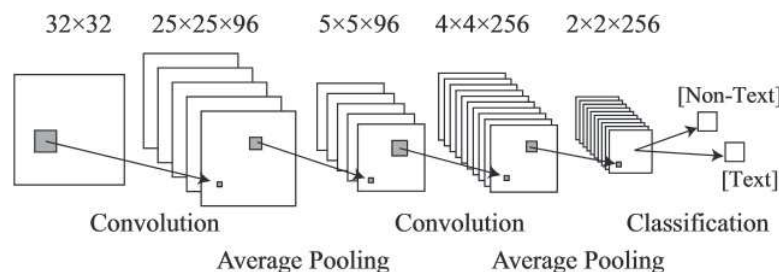 32×32 25×25×96 5×5×96 4×4×256 2×2×256
[Non-Text]
[Text]
Convolution Convolution Classification
Average Pooling Average Pooling